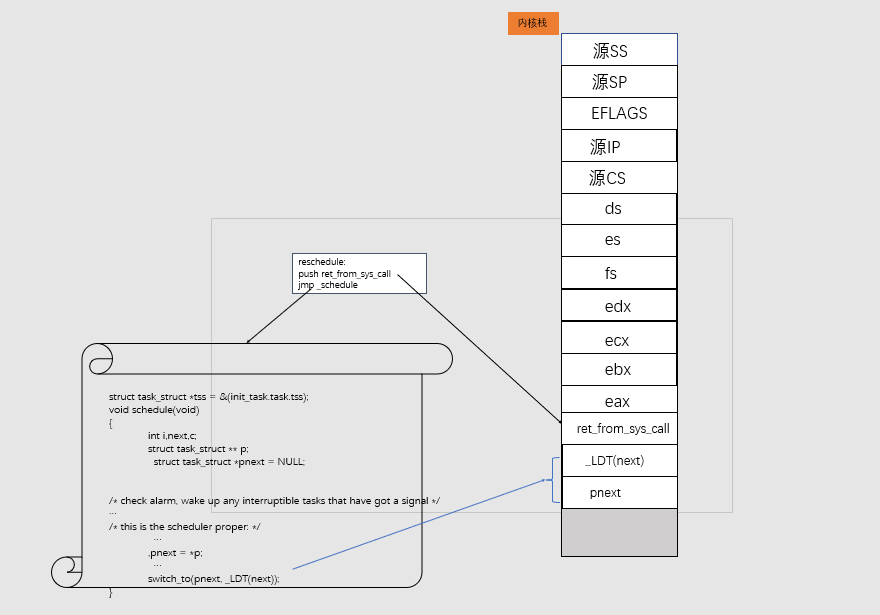 内核栈
源SS
源SP
EFLAGS
源IP
源CS
ds
es
fs
edx
ecx
ebx
eax
ret_from_sys_call
_LDT(next)
pnext
reschedule:
push ret_from_sys_call
jmp _schedule
struct task_struct *tss = &(init_task.task.tss);
void schedule(void)
{
int i,next,c;
struct task_struct ** p;
struct task_struct *pnext = NULL;
/* check alarm, wake up any interruptible tasks that have got a signal */
...
/* this is the scheduler proper: */
...
.pnext = *p;
...
switch_to(pnext, _LDT(next));
}